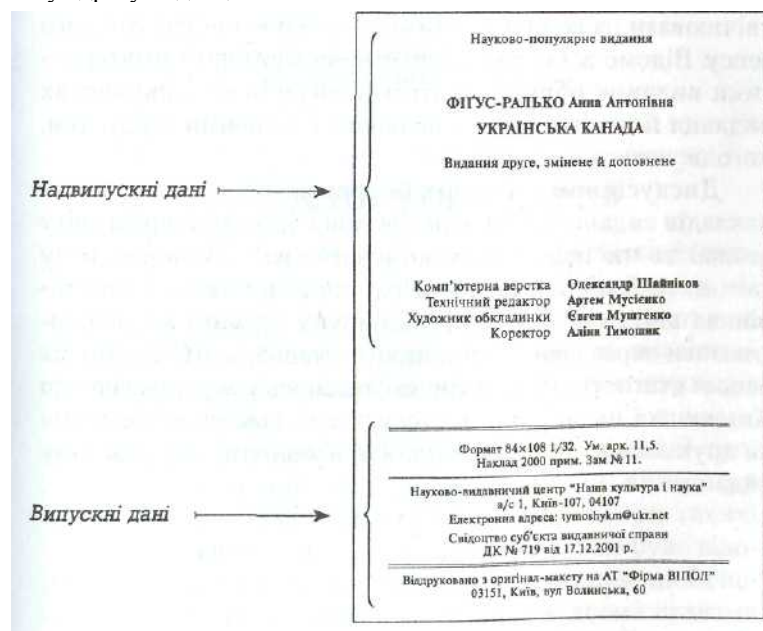 Науково-популярне видання
ФІГУС-РАЛЬКО Анна Антонівна
УКРАЇНСЬКА КАНАДА
Видання друге, змінене й доповнене
Надвипускні дані
Комп’ютерна верстка Олександр Шайніков
Технічний редактор Артем Мусієнко
Художник обкладинки Євген Муштенко
Коректор Аліна Тимошик
Формат 84×108 1/32. Ум. арк. 11,5.
Наклад 2000 прим. Зам №11.
Науково-видавничий центр "Наша культура і наука"
а/с 1, Київ-107, 04107
Електронна адреса: tymoshykm@ukr.net
Випускні дані
Свідоцтво суб’єкта видавничої справи
ДК № 719 від 17.12.2001 р.
Віддруковано з оригінал-макету на АТ "Фірма ВІПОЛ"
03151, Київ, вул Волинська, 60